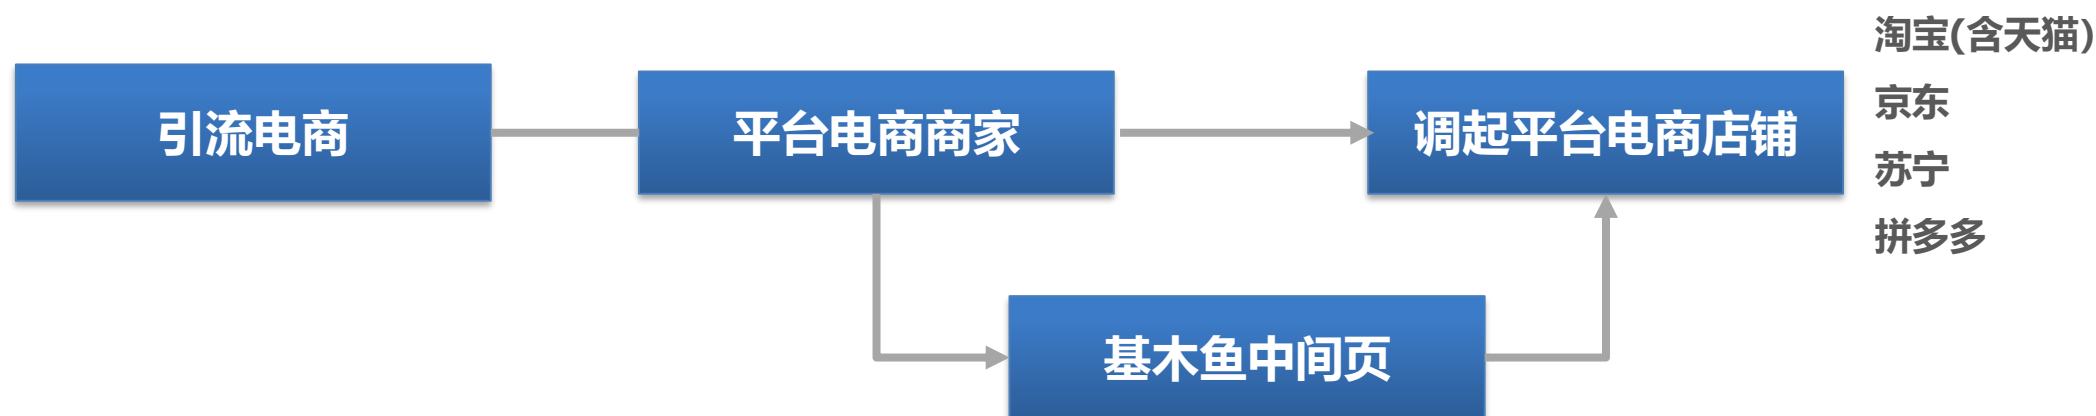 引流电商
平台电商商家
调起平台电商店铺
淘宝(含天猫)
京东
苏宁
拼多多
基木鱼中间页